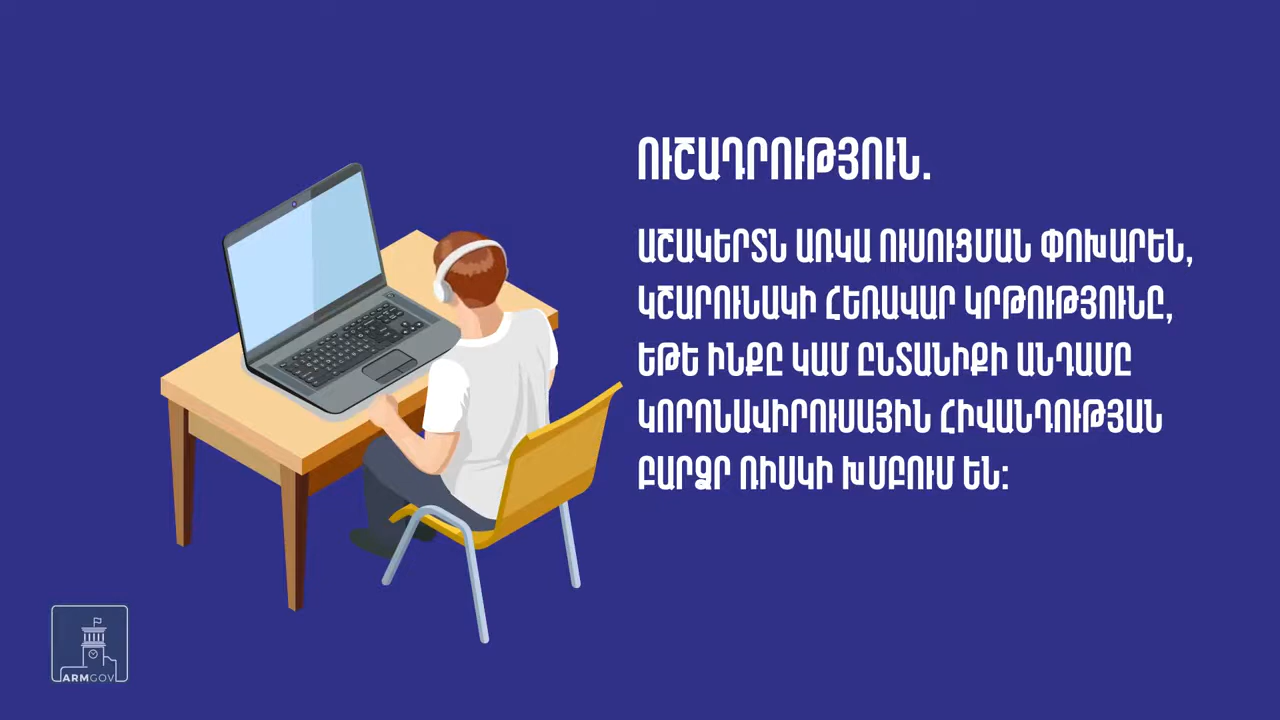 ՈՒՇԱԴՐՈՒԹՅՈՒՆ.
ԱՇԱԿԵՐՏՆ ԱՌԿԱ ՈՒՍՈՒՑՄԱՆ ՓՈԽԱՐԵՆ,
ԿՇԱՐՈՒՆԱԿԻ ՀԵՌԱՎԱՐ ԿՐԹՈՒԹՅՈՒՆԸ,
ԵԹԵ ԻՆՔԸ ԿԱՄ ԸՆՏԱՆԻՔԻ ԱՆԴԱՄԸ
ԿՈՐՈՆԱՎԻՐՈՒՍԱՅԻՆ ՀԻՎԱՆԴՈՒԹՅԱՆ
ԲԱՐՁՐ ՌԻՍԿԻ ԽՄԲՈՒՄ ԵՆ:
ARMGOV